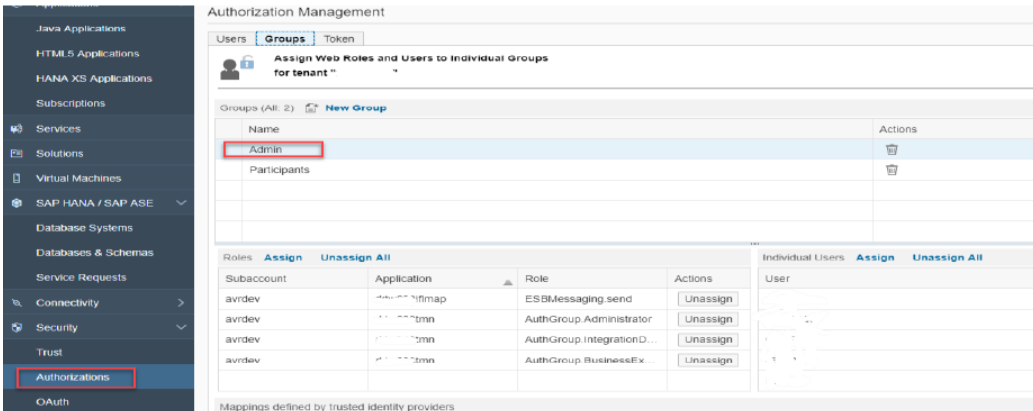 Authorization Management
Java Applications
HTML5 Applications
HANA XS Applications
Subscriptions
Services
Solutions
Virtual Machines
SAP HANA / SAP ASE
Database Systems
Databases & Schemas
Service Requests
Connectivity
Security
Trust
Authorizations
OAuth
Users Groups Token
Assign Web Roles and Users to Individual Groups
for tenant " "
Groups (All: 2) New Group
Name Actions
Admin
Participants
Roles Assign Unassign All
Subaccount Application Role Actions
avrdev iflmap ESBMessaging.send Unassign
avrdev tmn AuthGroup.Administrator Unassign
avrdev tmn AuthGroup.IntegrationD... Unassign
avrdev tmn AuthGroup.BusinessEx... Unassign
Individual Users Assign Unassign All
User
Mappings defined by trusted identity providers